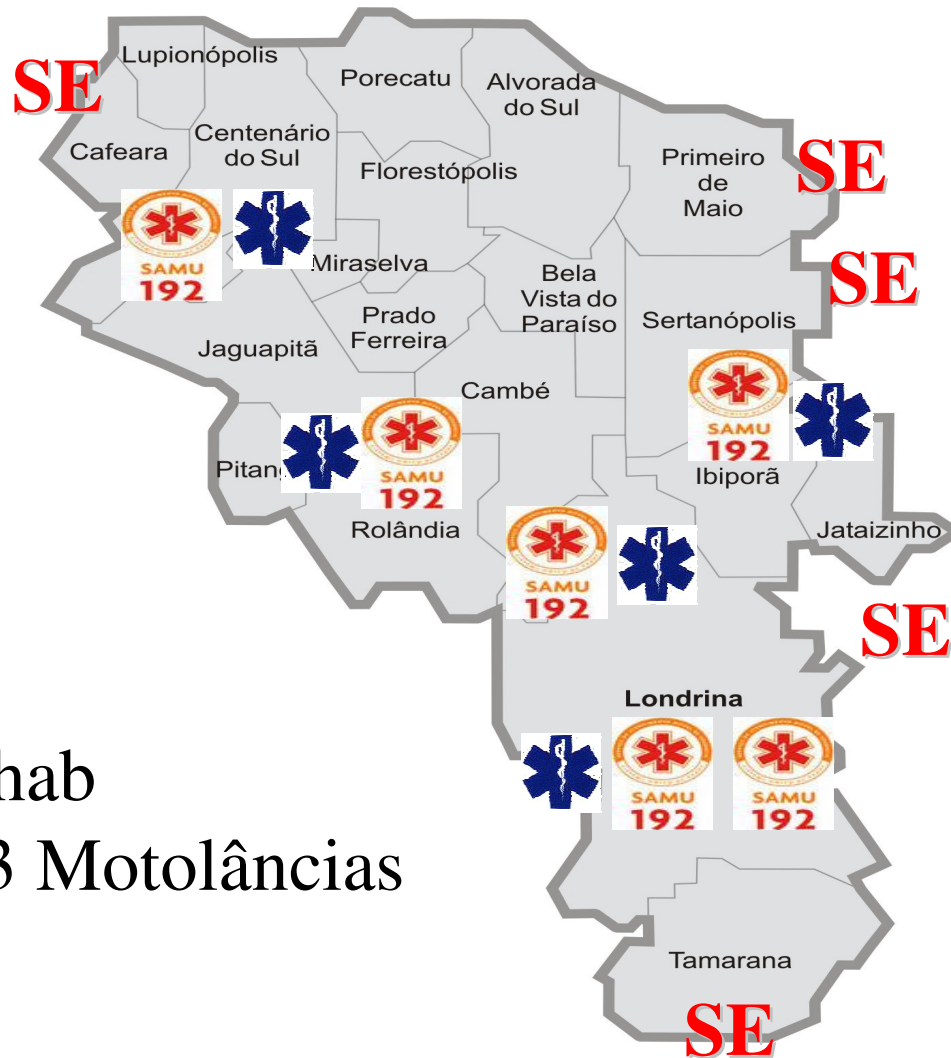 Lupionópolis
SE
Porecatu
Alvorada
do Sul
Centenário
do Sul
Cafeara
Florestópolis
Primeiro
de
Maio
SE
SAMU
192
Miraselva
Bela
Vista do
Paraíso
SE
Prado
Ferreira
Sertanópolis
Jaguapitã
Cambé
SAMU
192
SAMU
192
Pitang
Ibiporã
Rolândia
Jataizinho
SAMU
192
SE
Londrina
hab
SAMU
192
SAMU
192
3 Motolâncias
Tamarana
SE